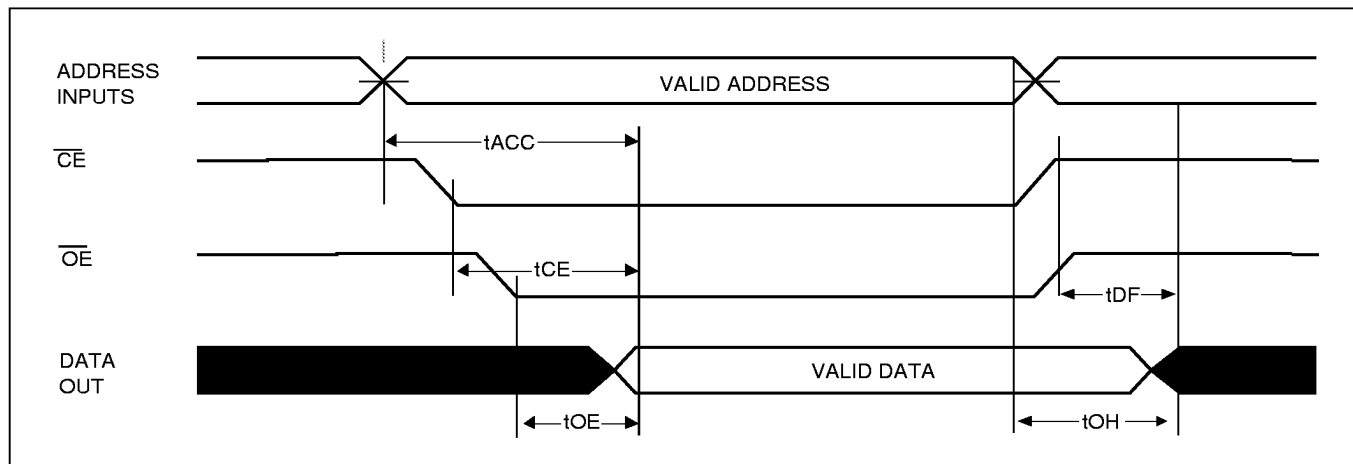 ADDRESS
INPUTS
VALID ADDRESS
tACC
CE
OE
tCE
tDF
DATA
OUT
VALID DATA
tOE
tOH